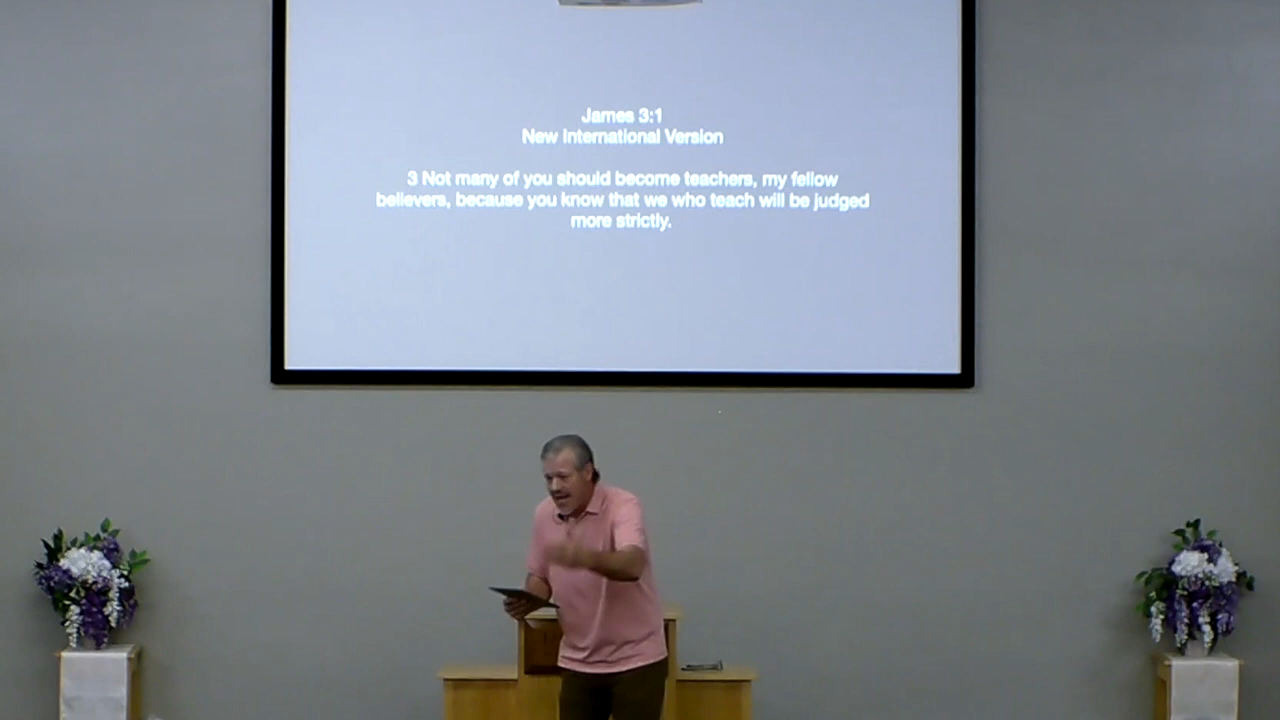 James 3:1
New International Version
3 Not many of you should become teachers, my fellow
believers, because you know that we who teach will be judged
more strictly.